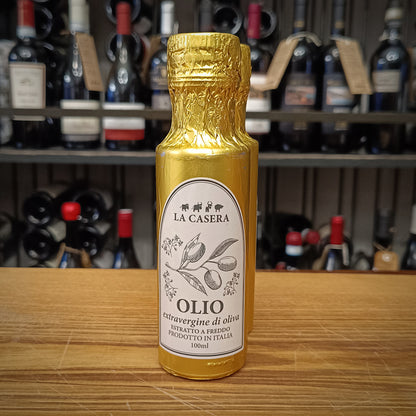 LA CASERA
OLIO
extravergine di oliva
ESTRATTO A FREDDO
PRODOTTO IN ITALIA
100ml